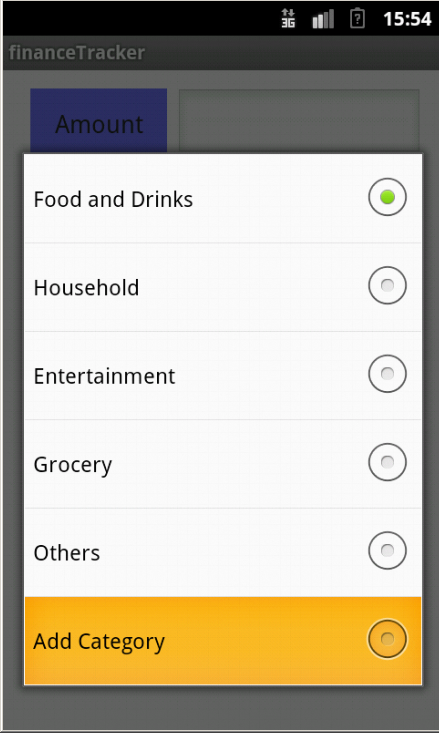 3G 15:54
financeTracker
Amount
Food and Drinks
Household
Entertainment
Grocery
Others
Add Category